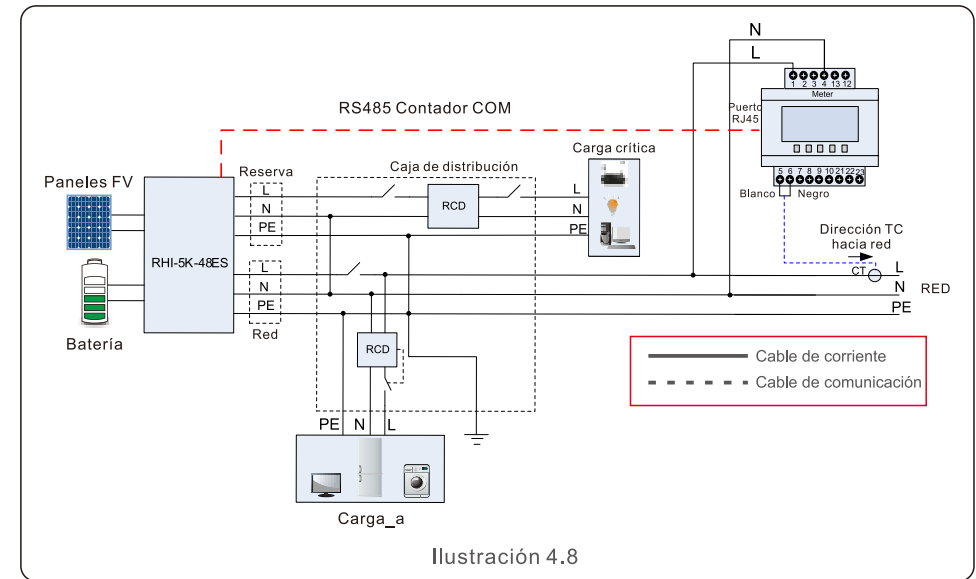 N
L
1 2 3 4 13 12
Meter
Puerto
RJ45
RS485 Contador COM
5 6 7 8 9 10 21 22 23
Blanco
Negro
Dirección TC
hacia red
CT
L
N
PE
RED
Carga crítica
L
N
PE
Caja de distribución
RCD
Reserva
L
N
PE
Paneles FV
RHI-5K-48ES
L
N
PE
Red
Batería
RCD
PE N L
Carga_a
Cable de corriente
Cable de comunicación
Ilustración 4.8